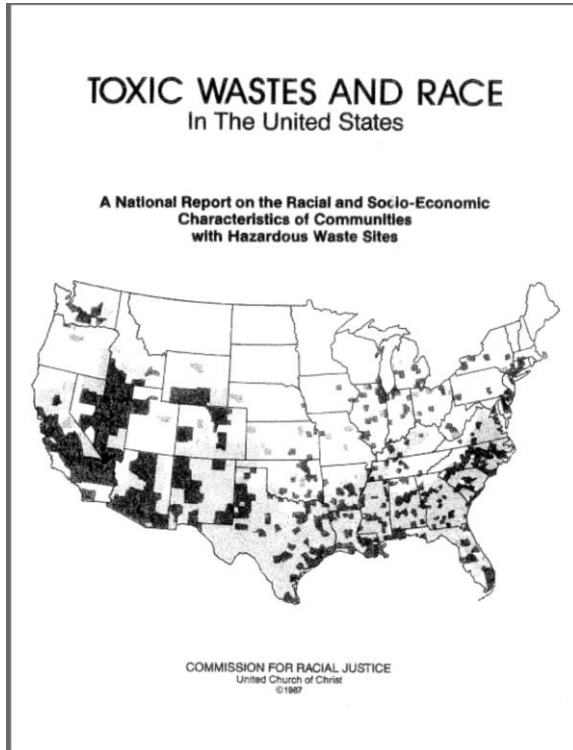 TOXIC WASTES AND RACE
In The United States
A National Report on the Racial and Socio-Economic
Characteristics of Communities
with Hazardous Waste Sites
COMMISSION FOR RACIAL JUSTICE
United Church of Christ
©1987